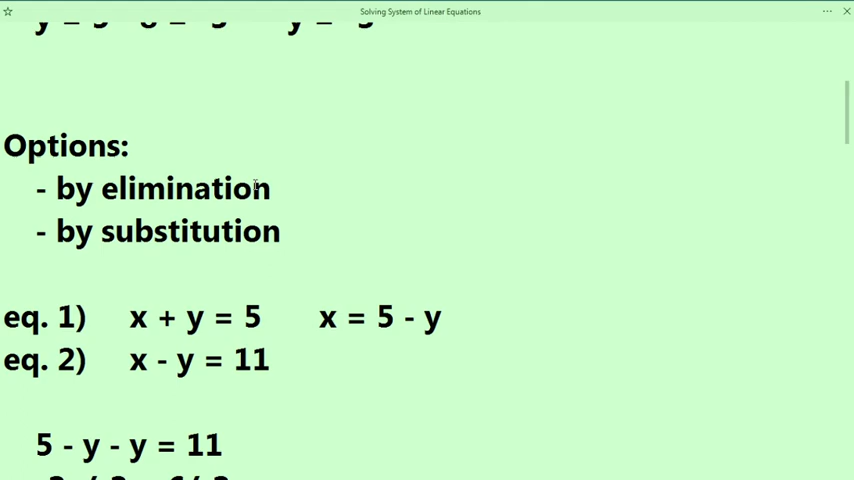 Solving System of Linear Equations
Options:
- by elimination
- by substitution
eq. 1) x + y = 5 x = 5 - y
eq. 2) x - y = 11
5 - y - y = 11